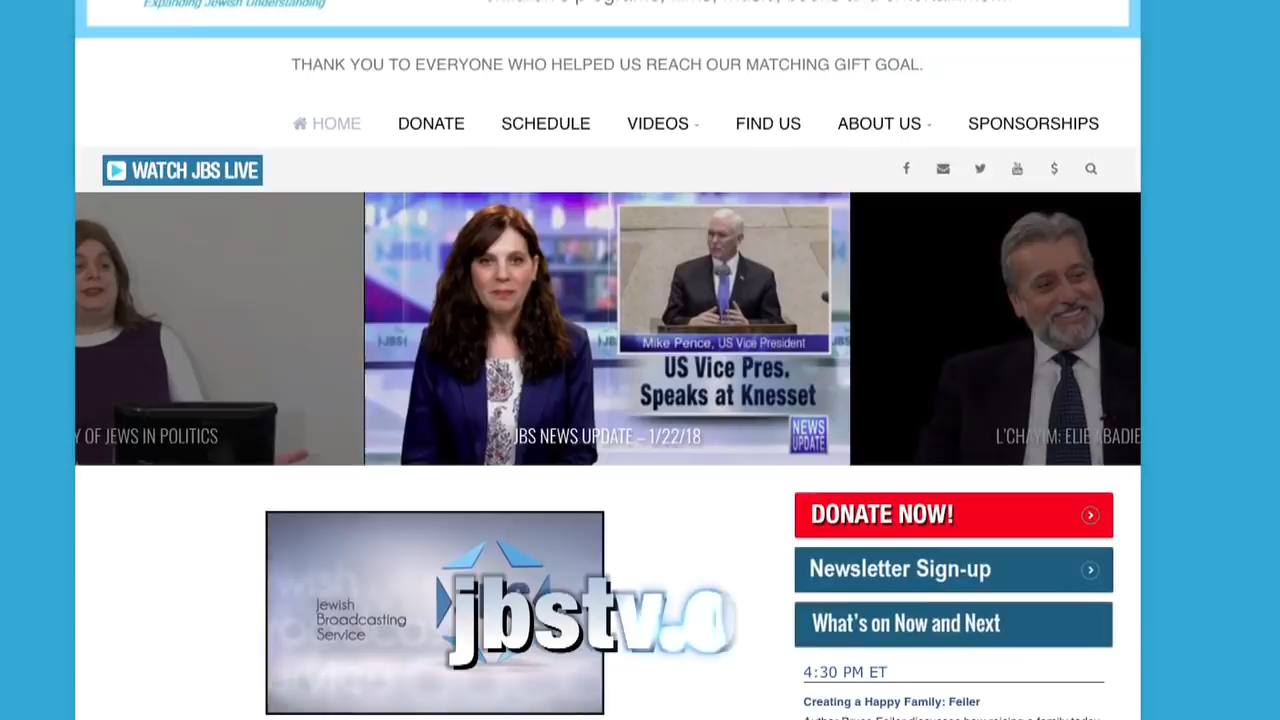 Expanding Jewish Understanding
THANK YOU TO EVERYONE WHO HELPED US REACH OUR MATCHING GIFT GOAL.
HOME DONATE SCHEDULE VIDEOS FIND US ABOUT US SPONSORSHIPS
WATCH JBS LIVE
JBS
Mike Pence, US Vice President
US Vice Pres.
Speaks at Knesset
NEWS
UPDATE
Y OF JEWS IN POLITICS
JBS NEWS UPDATE – 1/22/18
L'CHAYIM: ELIE ABADIE
DONATE NOW!
Newsletter Sign-up
What's on Now and Next
Jewish
Broadcasting
Service
jbstv.o
4:30 PM ET
Creating a Happy Family: Feiler